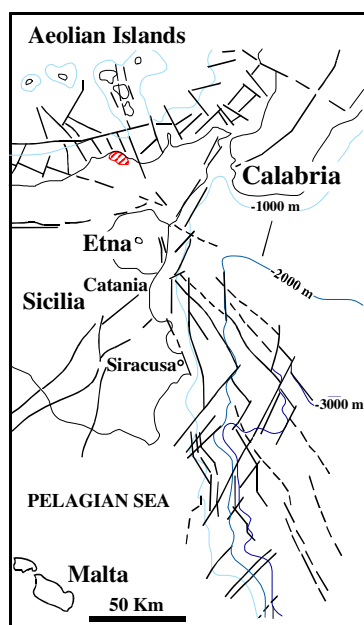 Aeolian Islands
Calabria
-1000 m
Etna
-2000 m
Catania
Sicilia
Siracusa
-3000 m
PELAGIAN SEA
Malta
50 Km